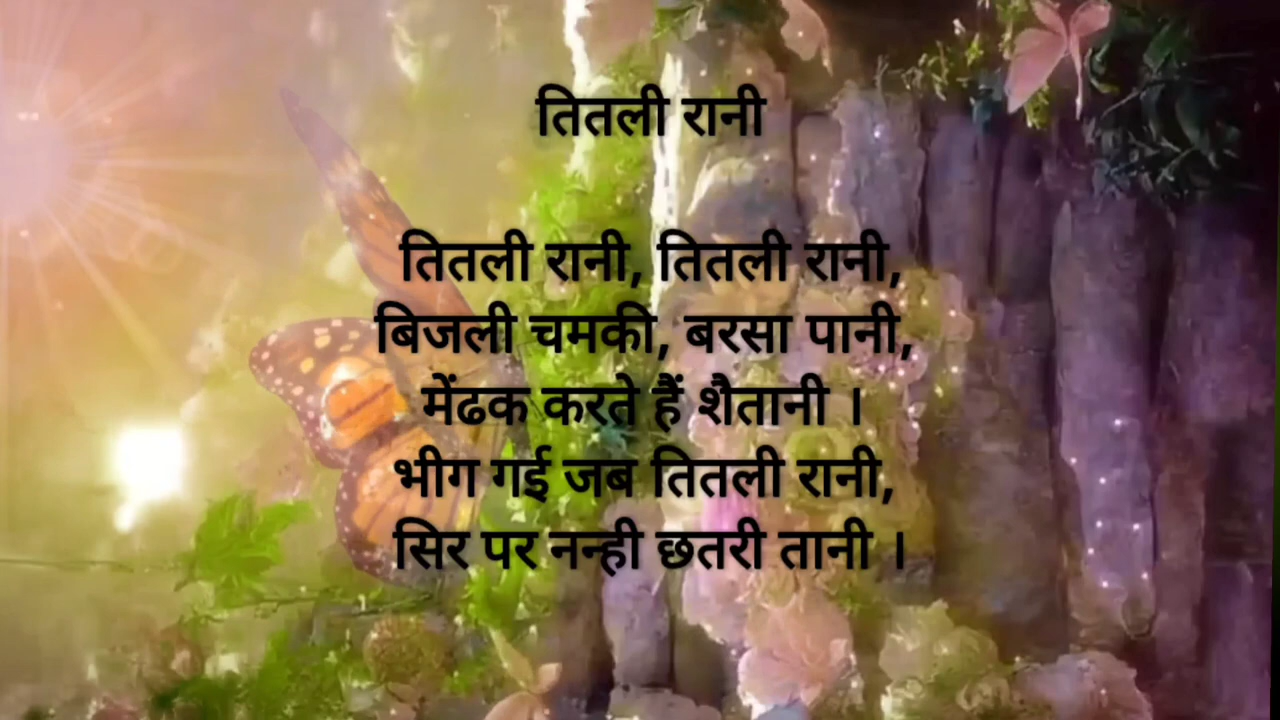 तितली रानी
तितली रानी, तितली रानी,
बिजली चमकी, बरसा पानी,
मेंढक करते हैं शैतानी ।
भीग गई जब तितली रानी,
सिर पर नन्ही छतरी तानी ।